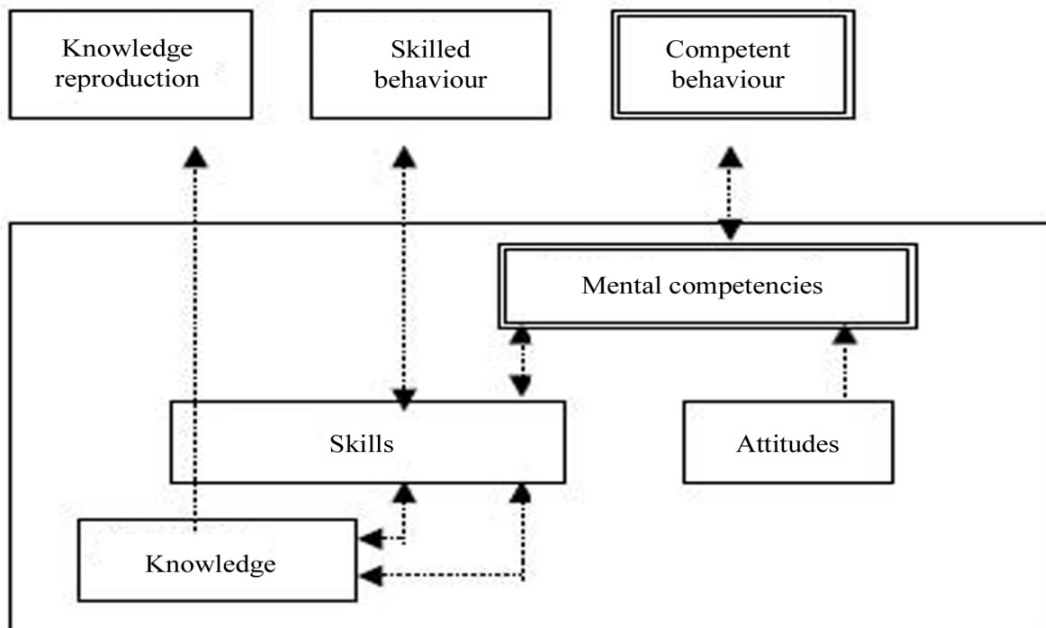 Knowledge
reproduction
Skilled
behaviour
Competent
behaviour
Mental competencies
Skills
Attitudes
Knowledge